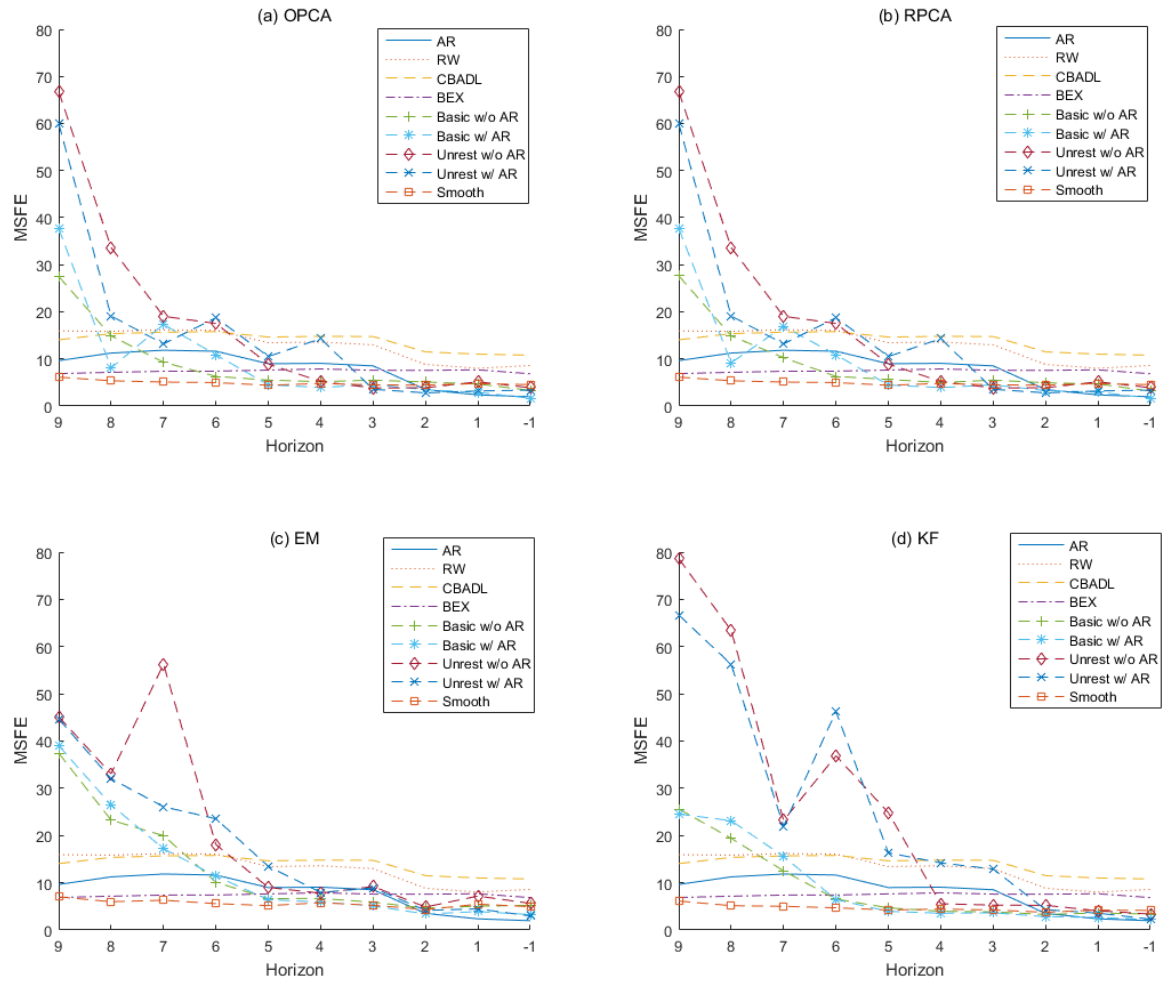 (a) OPCA
80
70
60
50
40
30
20
10
0
MSFE
9 8 7 6 5 4 3 2 1 -1
Horizon
AR
RW
CBADL
BEX
Basic w/o AR
Basic w/ AR
Unrest w/o AR
Unrest w/ AR
Smooth
(b) RPCA
80
70
60
50
40
30
20
10
0
MSFE
9 8 7 6 5 4 3 2 1 -1
Horizon
AR
RW
CBADL
BEX
Basic w/o AR
Basic w/ AR
Unrest w/o AR
Unrest w/ AR
Smooth
(c) EM
80
70
60
50
40
30
20
10
0
MSFE
9 8 7 6 5 4 3 2 1 -1
Horizon
AR
RW
CBADL
BEX
Basic w/o AR
Basic w/ AR
Unrest w/o AR
Unrest w/ AR
Smooth
(d) KF
80
70
60
50
40
30
20
10
0
MSFE
9 8 7 6 5 4 3 2 1 -1
Horizon
AR
RW
CBADL
BEX
Basic w/o AR
Basic w/ AR
Unrest w/o AR
Unrest w/ AR
Smooth